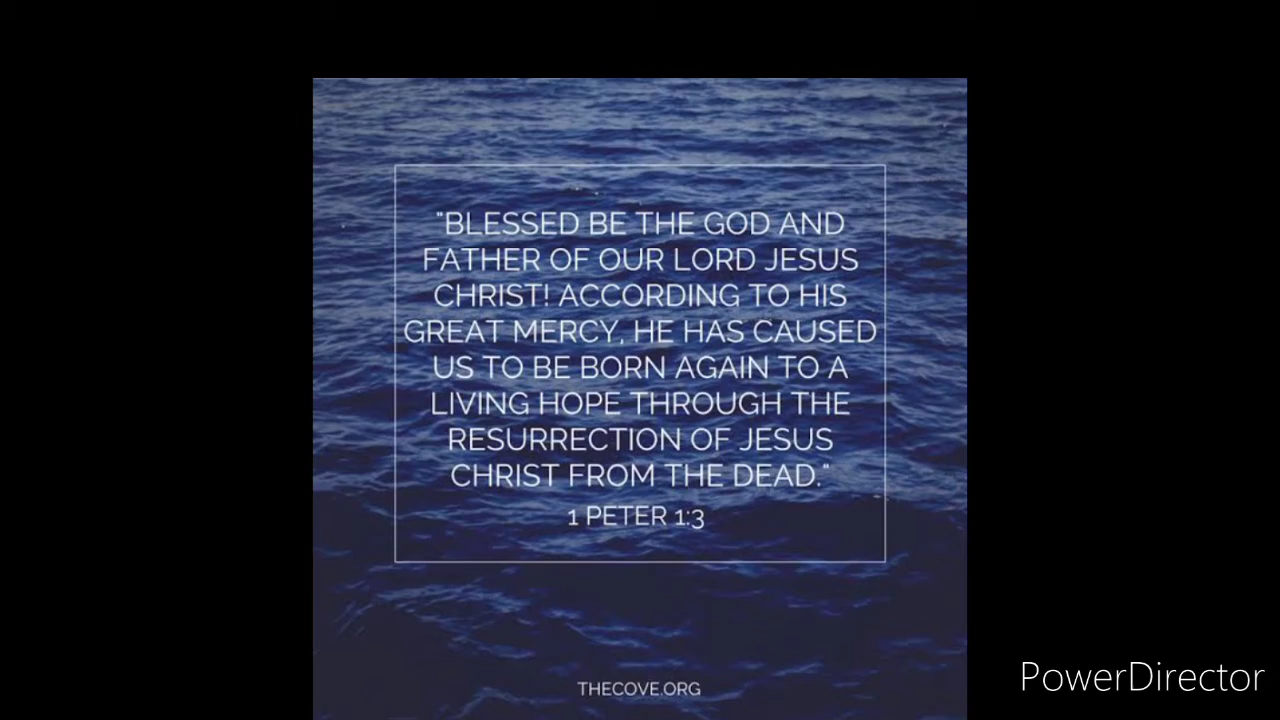 "BLESSED BE THE GOD AND
FATHER OF OUR LORD JESUS
CHRIST! ACCORDING TO HIS
GREAT MERCY, HE HAS CAUSED
US TO BE BORN AGAIN TO A
LIVING HOPE THROUGH THE
RESURRECTION OF JESUS
CHRIST FROM THE DEAD."
1 PETER 1:3
THECOVE.ORG
PowerDirector